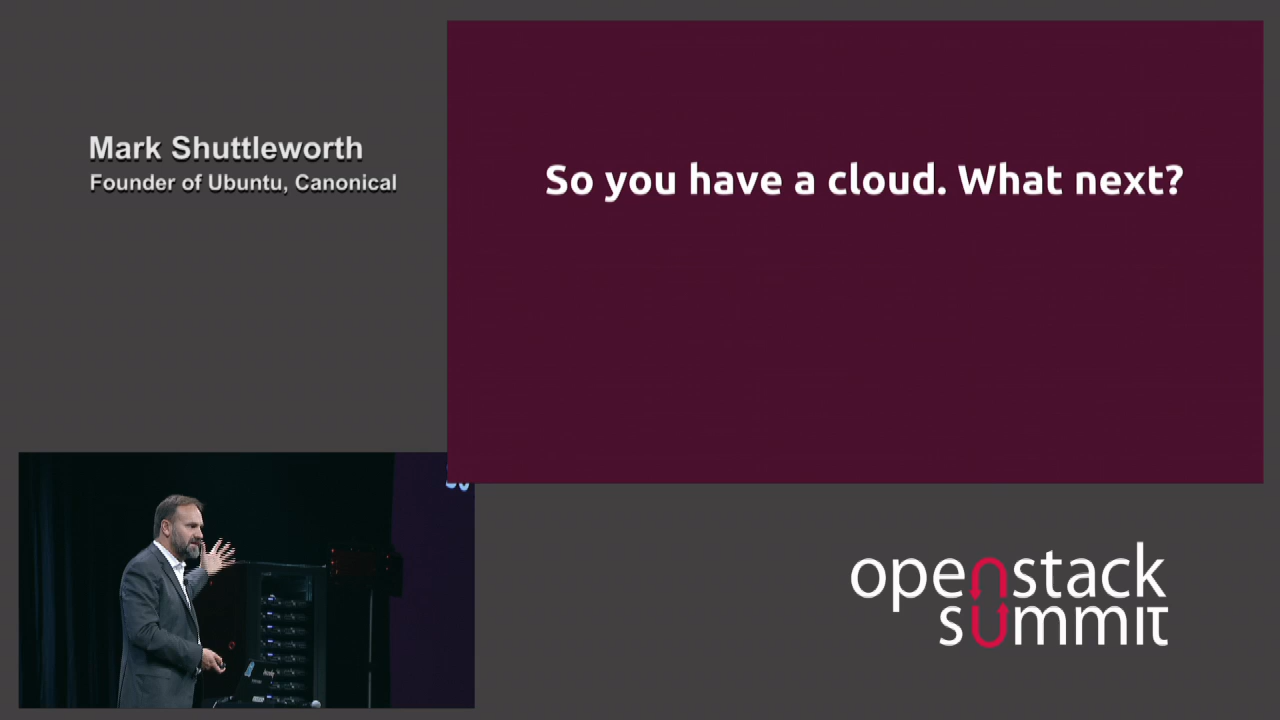 Mark Shuttleworth
Founder of Ubuntu, Canonical
So you have a cloud. What next?
openstack
summit